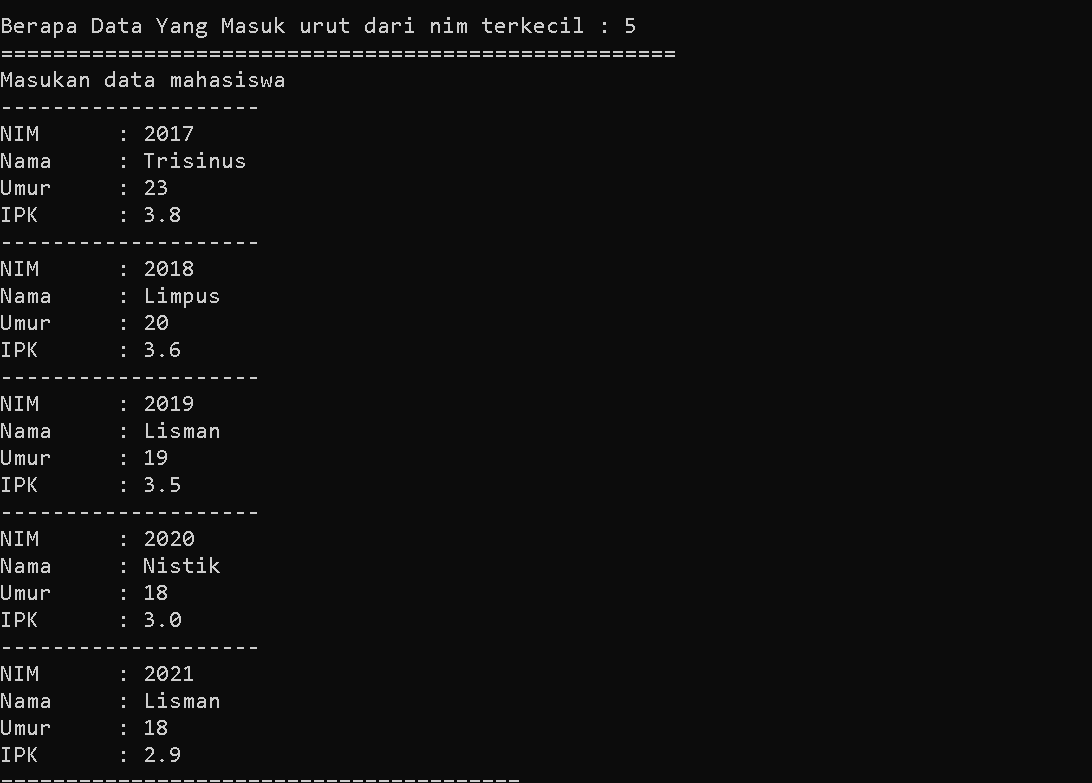 Berapa Data Yang Masuk urut dari nim terkecil : 5
====================================================
Masukan data mahasiswa
--------------------
NIM      : 2017
Nama     : Trisinus
Umur     : 23
IPK      : 3.8
--------------------
NIM      : 2018
Nama     : Limpus
Umur     : 20
IPK      : 3.6
--------------------
NIM      : 2019
Nama     : Lisman
Umur     : 19
IPK      : 3.5
--------------------
NIM      : 2020
Nama     : Nistik
Umur     : 18
IPK      : 3.0
--------------------
NIM      : 2021
Nama     : Lisman
Umur     : 18
IPK      : 2.9
========================================